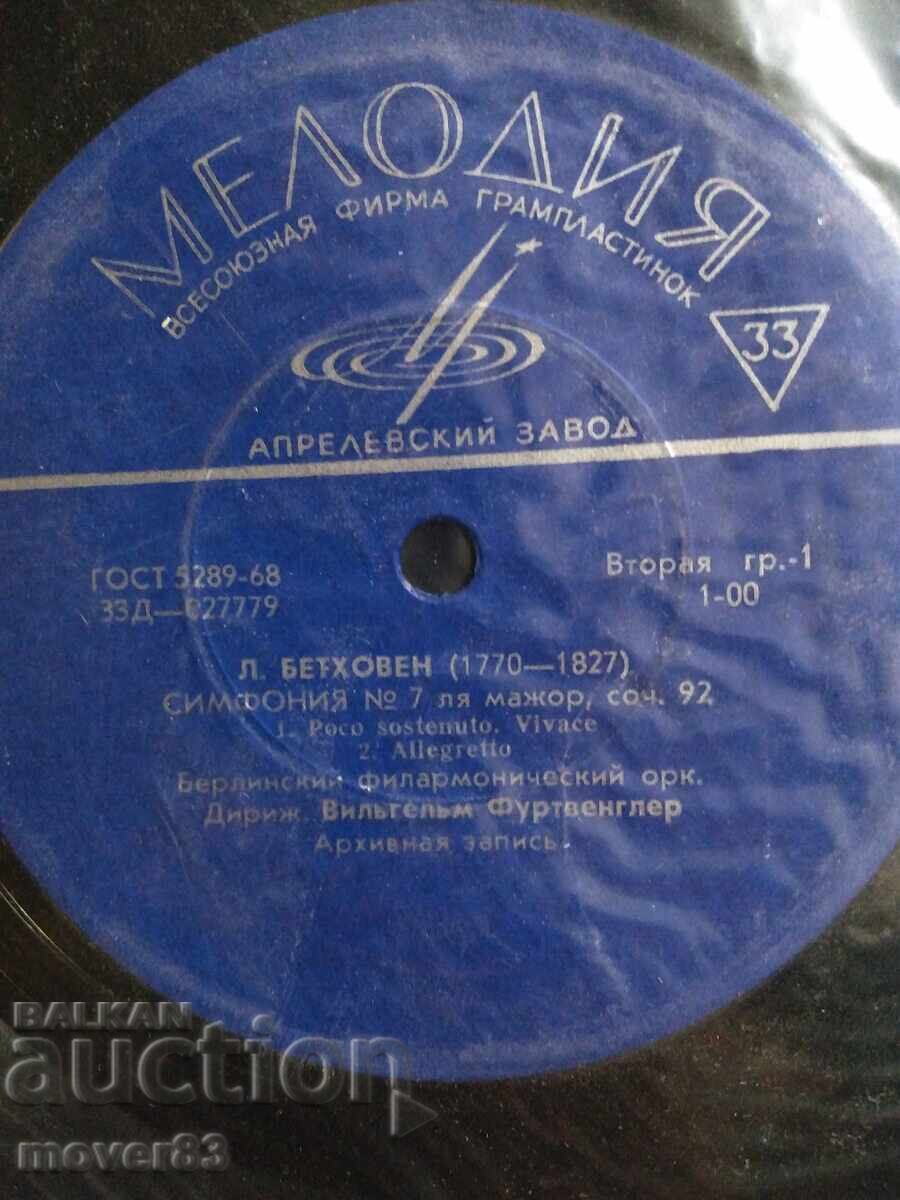 МЕЛОДИЯ
ВСЕСОЮЗНАЯ ФИРМА ГРАМПЛАСТИНОК
33
АПРЕЛЕВСКИЙ ЗАВОД
ГОСТ 5289-68
33Д—027779
Вторая гр.-1
1-00
Л. БЕТХОВЕН (1770—1827)
СИМФОНИЯ № 7 ля мажор, соч. 92
1. Poco sostenuto. Vivace
2. Allegretto
Берлинский филармонический орк.
Дириж. Вильгельм Фуртвенглер
Архивная запись
BALKAN
auction
mover83